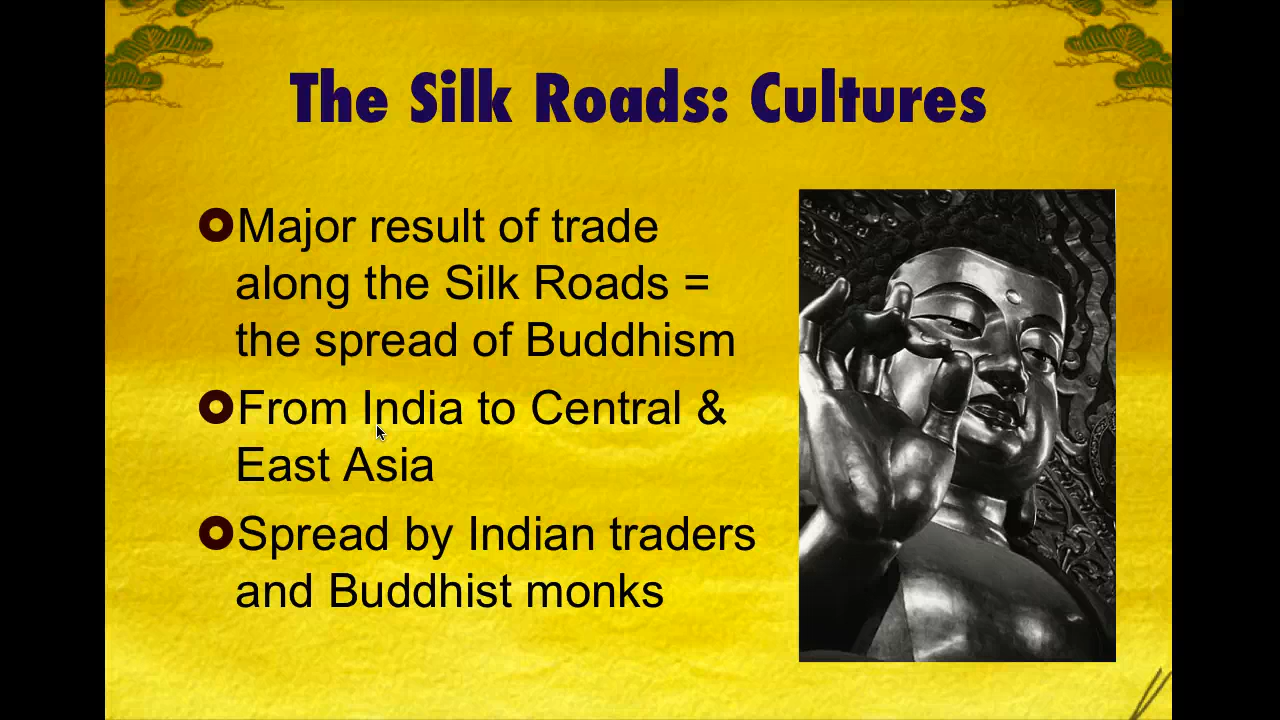 The Silk Roads: Cultures
Major result of trade
along the Silk Roads =
the spread of Buddhism
From India to Central &
East Asia
Spread by Indian traders
and Buddhist monks